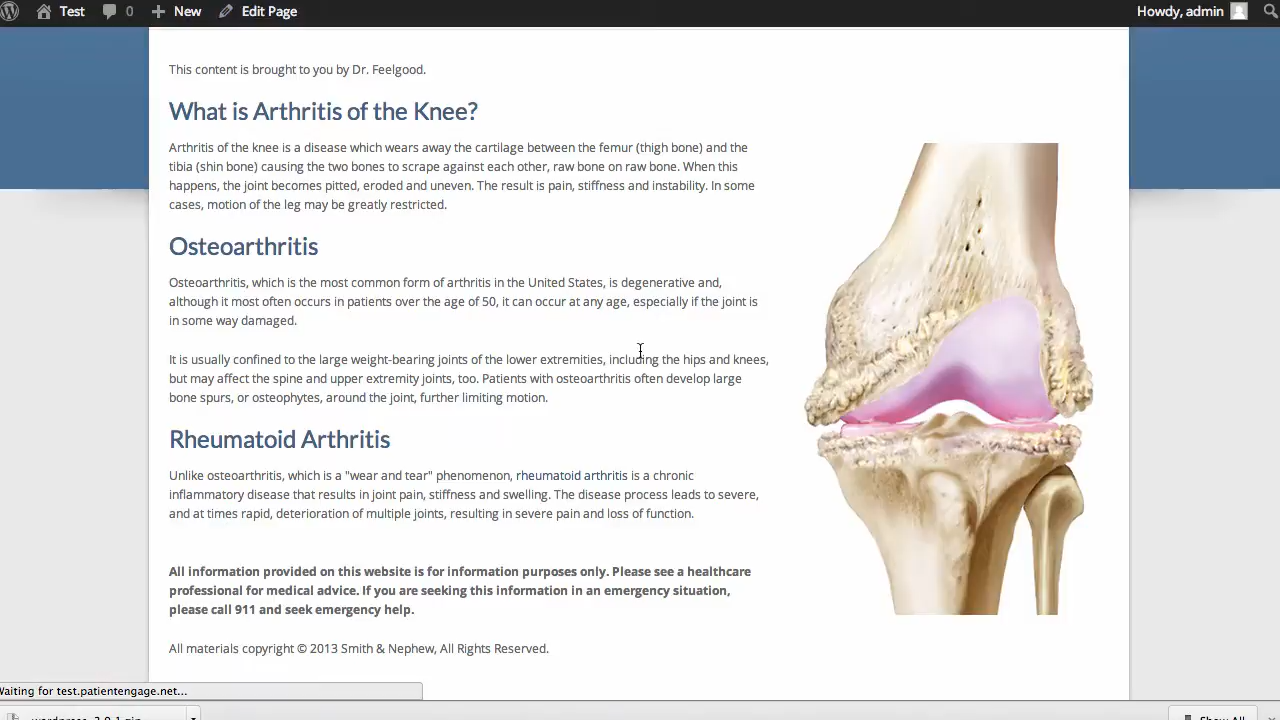 Test 0 New Edit Page Howdy, admin
This content is brought to you by Dr. Feelgood.
What is Arthritis of the Knee?
Arthritis of the knee is a disease which wears away the cartilage between the femur (thigh bone) and the
tibia (shin bone) causing the two bones to scrape against each other, raw bone on raw bone. When this
happens, the joint becomes pitted, eroded and uneven. The result is pain, stiffness and instability. In some
cases, motion of the leg may be greatly restricted.
Osteoarthritis
Osteoarthritis, which is the most common form of arthritis in the United States, is degenerative and,
although it most often occurs in patients over the age of 50, it can occur at any age, especially if the joint is
in some way damaged.
It is usually confined to the large weight-bearing joints of the lower extremities, including the hips and knees,
but may affect the spine and upper extremity joints, too. Patients with osteoarthritis often develop large
bone spurs, or osteophytes, around the joint, further limiting motion.
Rheumatoid Arthritis
Unlike osteoarthritis, which is a "wear and tear" phenomenon, rheumatoid arthritis is a chronic
inflammatory disease that results in joint pain, stiffness and swelling. The disease process leads to severe,
and at times rapid, deterioration of multiple joints, resulting in severe pain and loss of function.
All information provided on this website is for information purposes only. Please see a healthcare
professional for medical advice. If you are seeking this information in an emergency situation,
please call 911 and seek emergency help.
All materials copyright © 2013 Smith & Nephew, All Rights Reserved.
Waiting for test.patientengage.net...
Show All